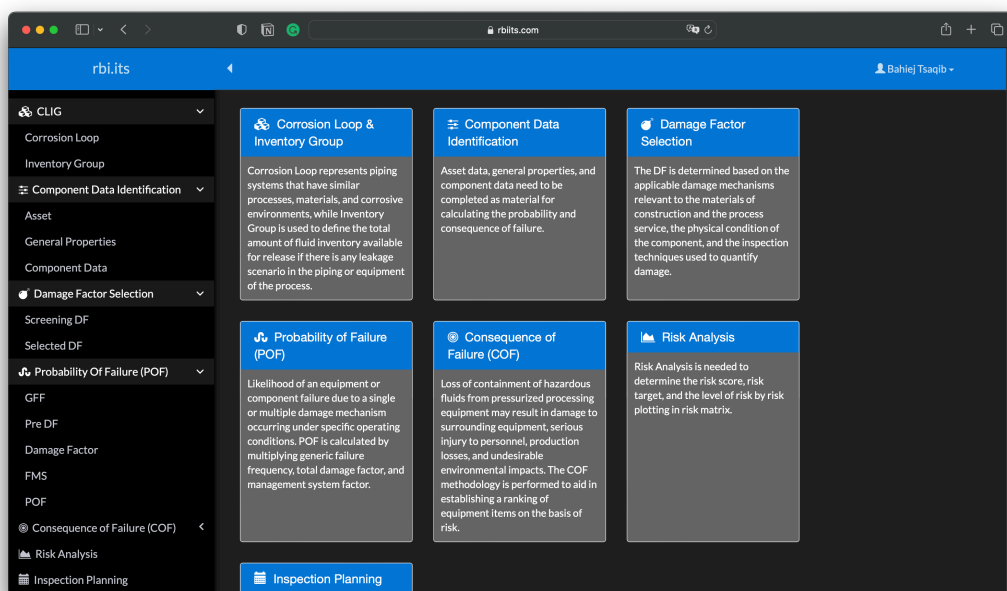 rbiits.com
rbi.its
Bahiej Tsaqib
CLIG
Corrosion Loop
Inventory Group
Component Data Identification
Asset
General Properties
Component Data
Damage Factor Selection
Screening DF
Selected DF
Probability Of Failure (POF)
GFF
Pre DF
Damage Factor
FMS
POF
Consequence of Failure (COF)
Risk Analysis
Inspection Planning
Corrosion Loop &
Inventory Group
Corrosion Loop represents piping
systems that have similar
processes, materials, and corrosive
environments, while Inventory
Group is used to define the total
amount of fluid inventory available
for release if there is any leakage
scenario in the piping or equipment
of the process.
Component Data
Identification
Asset data, general properties, and
component data need to be
completed as material for
calculating the probability and
consequence of failure.
Damage Factor
Selection
The DF is determined based on the
applicable damage mechanisms
relevant to the materials of
construction and the process
service, the physical condition of
the component, and the inspection
techniques used to quantify
damage.
Probability of Failure
(POF)
Likelihood of an equipment or
component failure due to a single
or multiple damage mechanism
occurring under specific operating
conditions. POF is calculated by
multiplying generic failure
frequency, total damage factor, and
management system factor.
Consequence of
Failure (COF)
Loss of containment of hazardous
fluids from pressurized processing
equipment may result in damage to
surrounding equipment, serious
injury to personnel, production
losses, and undesirable
environmental impacts. The COF
methodology is performed to aid in
establishing a ranking of
equipment items on the basis of
risk.
Risk Analysis
Risk Analysis is needed to
determine the risk score, risk
target, and the level of risk by risk
plotting in risk matrix.
Inspection Planning